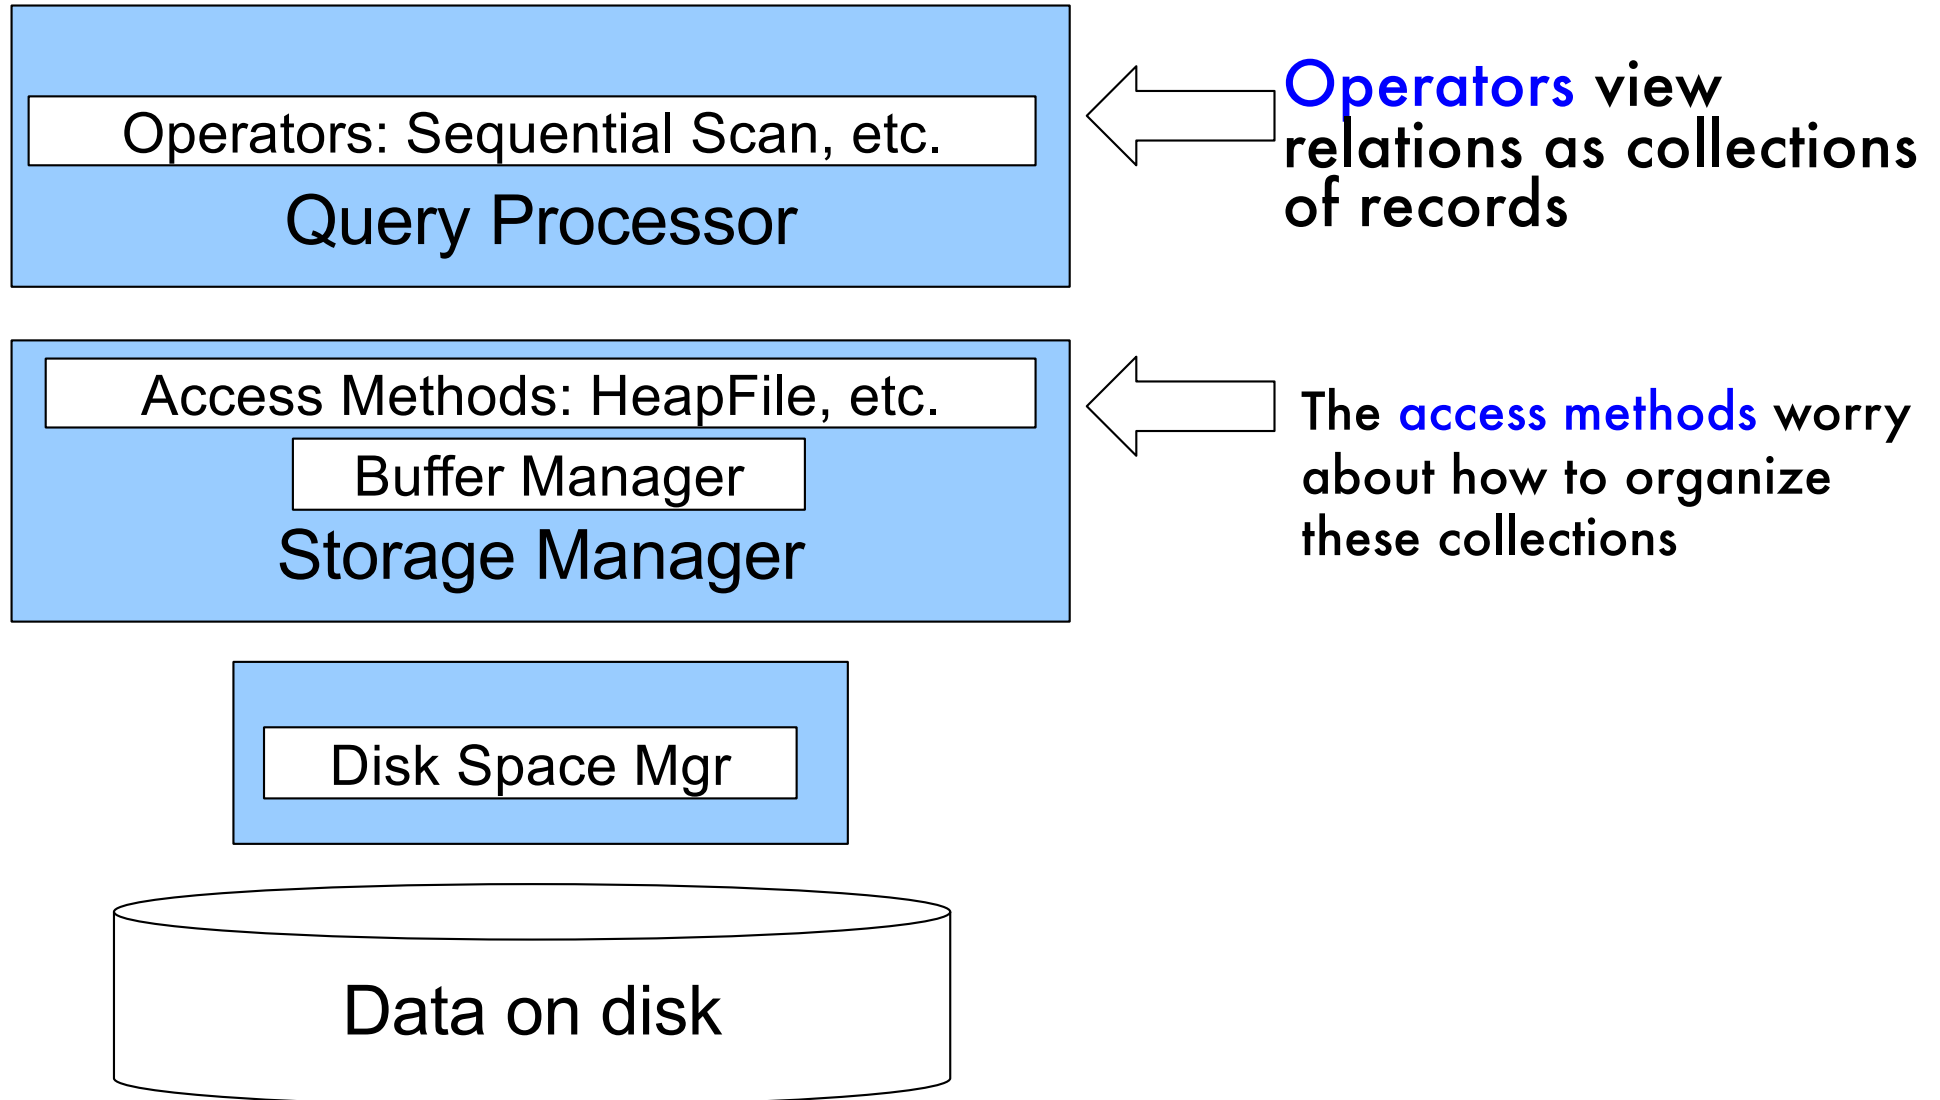 Operators: Sequential Scan, etc.
Query Processor
Operators view
relations as collections
of records
Access Methods: HeapFile, etc.
Buffer Manager
Storage Manager
The access methods worry
about how to organize
these collections
Disk Space Mgr
Data on disk